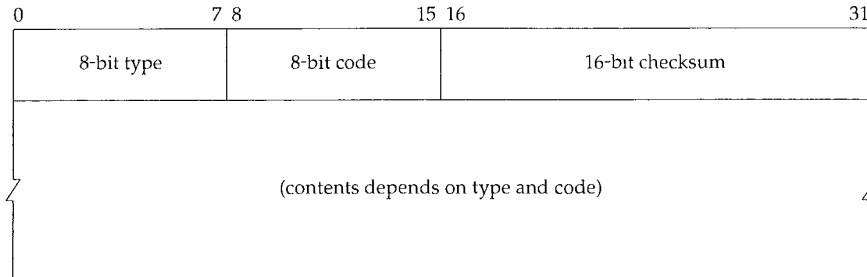 0 7 8 15 16 31
8-bit type 8-bit code 16-bit checksum
(contents depends on type and code)